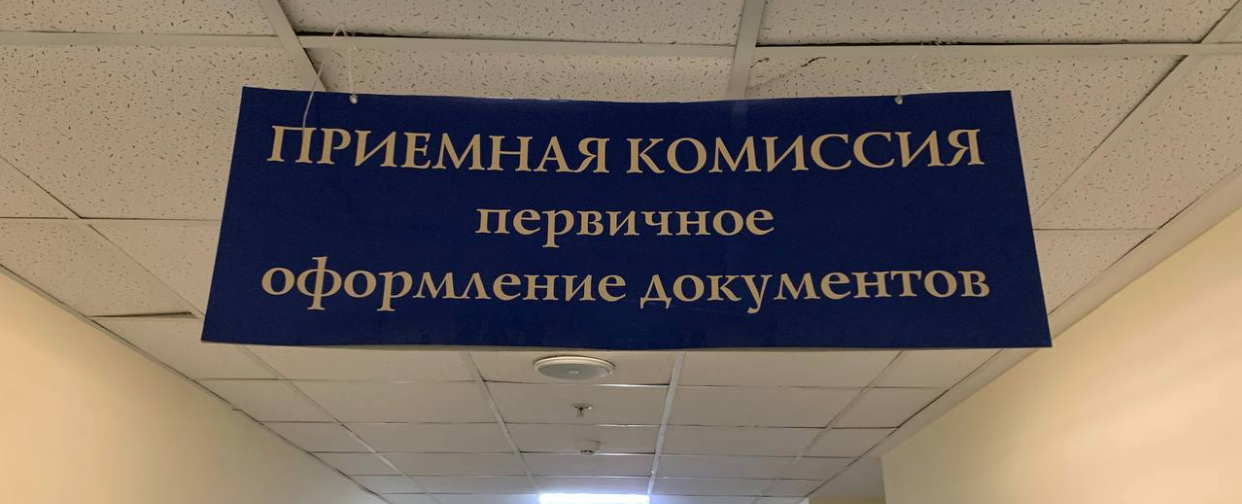 ПРИЕМНАЯ КОМИССИЯ
первичное
оформление документов